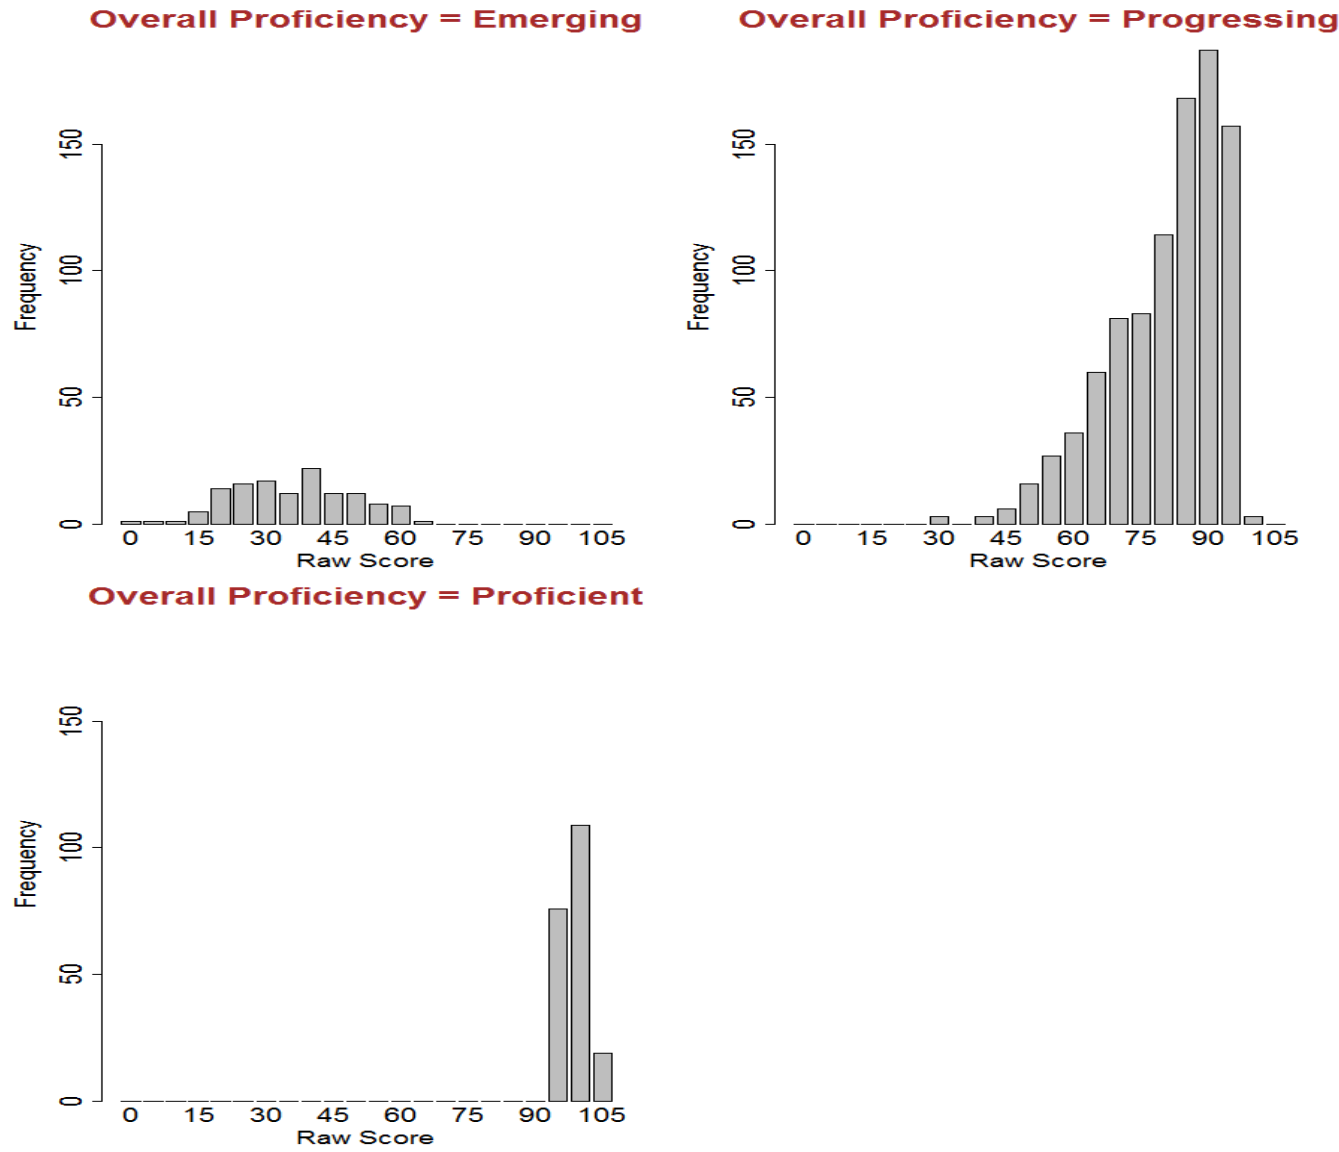 Overall Proficiency = Emerging
Frequency
0 50 100 150
0 15 30 45 60 75 90 105
Raw Score
Overall Proficiency = Progressing
Frequency
0 50 100 150
0 15 30 45 60 75 90 105
Raw Score
Overall Proficiency = Proficient
Frequency
0 50 100 150
0 15 30 45 60 75 90 105
Raw Score